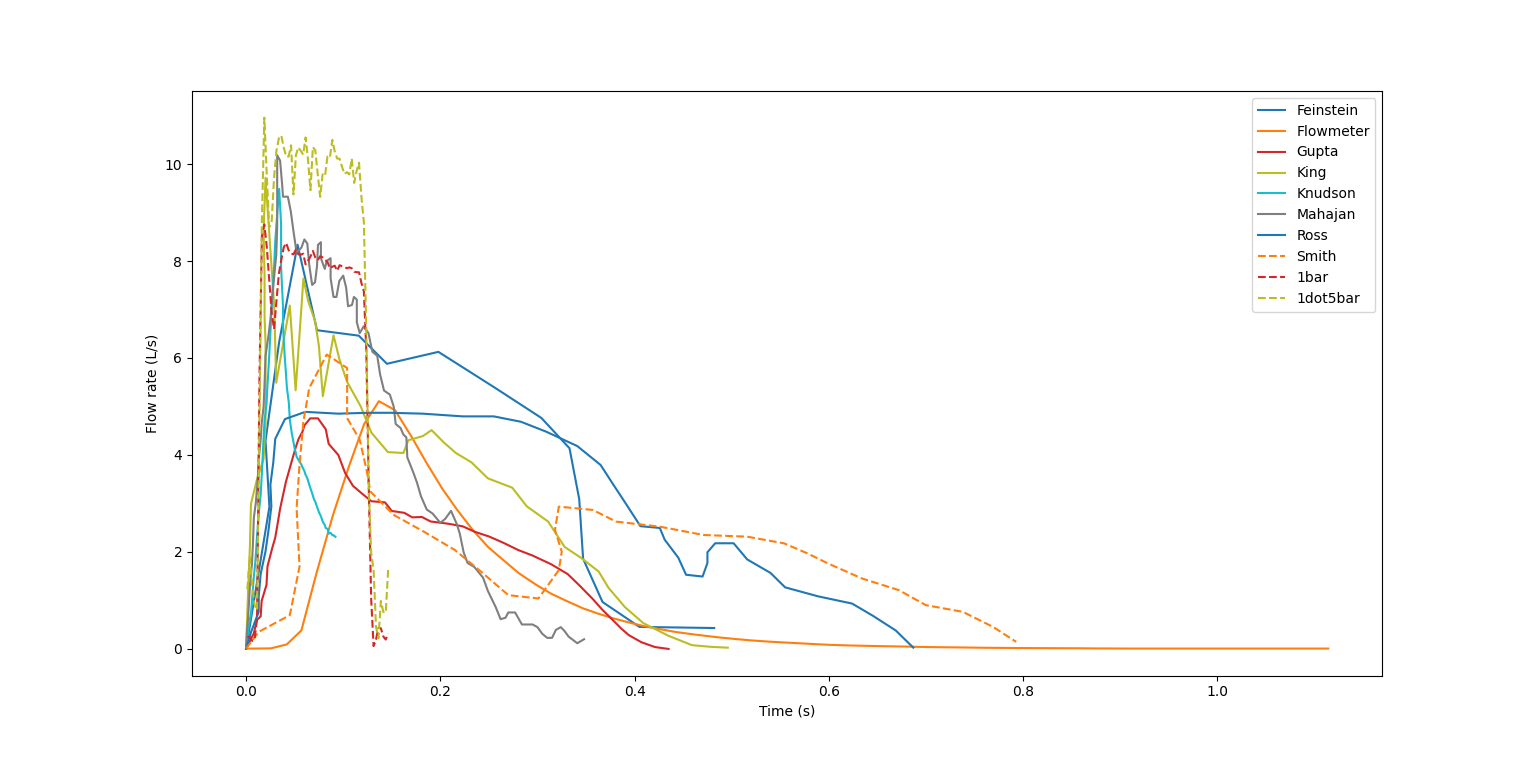 Feinstein
Flowmeter
Gupta
King
Knudson
Mahajan
Ross
Smith
1bar
1dot5bar
Flow rate (L/s)
10
8
6
4
2
0
0.0 0.2 0.4 0.6 0.8 1.0
Time (s)